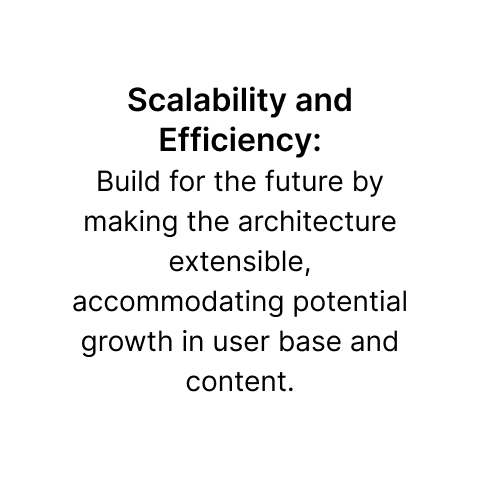 Scalability and
Efficiency:
Build for the future by
making the architecture
extensible,
accommodating potential
growth in user base and
content.